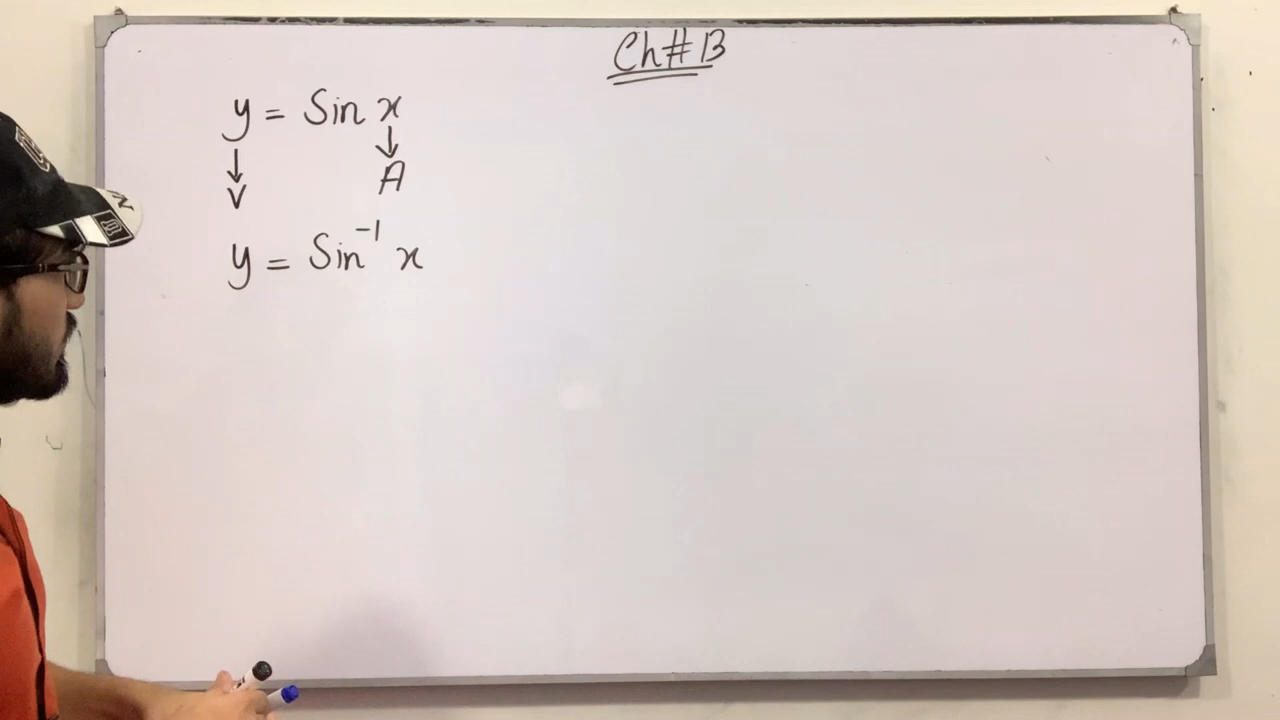 Ch# 13
y = Sin x
↓ ↓
V A
y = Sin⁻¹ x
N